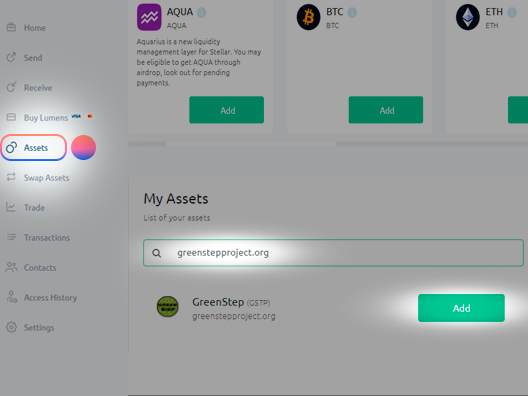 Home
Send
Receive
Buy Lumens VISA
Assets
Swap Assets
Trade
Transactions
Contacts
Access History
Settings
AQUA
AQUA
Aquarius is a new liquidity
management layer for Stellar. You may
be eligible to get AQUA through
airdrop, look out for pending
payments.
Add
BTC
BTC
Add
ETH
ETH
My Assets
List of your assets
greenstepproject.org
GreenStep (GSTP)
greenstepproject.org
Add